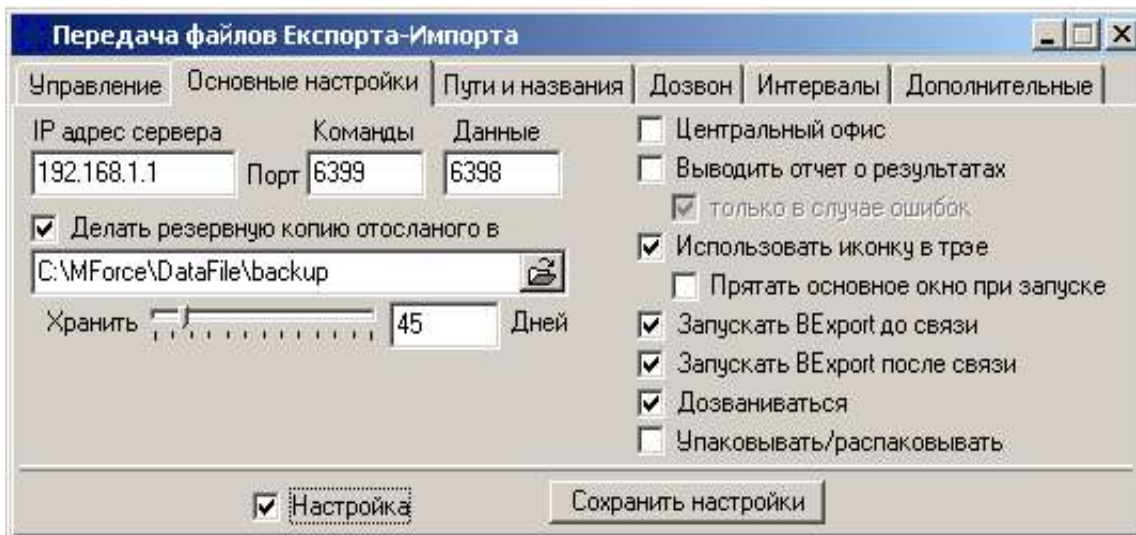 Передача файлов Експорта-Импорта
Управление Основные настройки Пути и названия Дозвон Интервалы Дополнительные
IP адрес сервера Команды Данные
192.168.1.1 Порт 6399 6398
Делать резервную копию отосланого в
C:\MForce\DataFile\backup
Хранить 45 Дней
Центральный офис
Выводить отчет о результатах
только в случае ошибок
Использовать иконку в трэе
Прятать основное окно при запуске
Запускать BExport до связи
Запускать BExport после связи
Дозваниваться
Упаковывать/распаковывать
Настройка Сохранить настройки